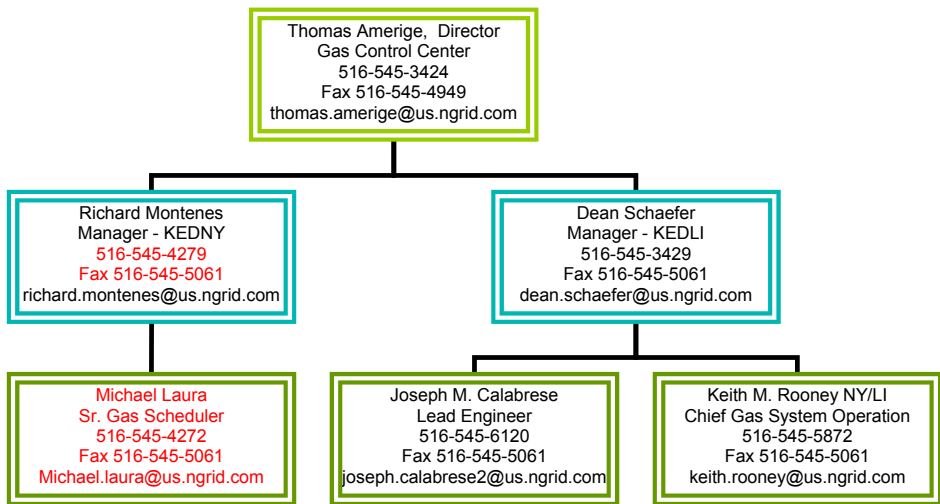 Thomas Amerige, Director
Gas Control Center
516-545-3424
Fax 516-545-4949
thomas.amerige@us.ngrid.com
Richard Montenes
Manager - KEDNY
516-545-4279
Fax 516-545-5061
richard.montenes@us.ngrid.com
Dean Schaefer
Manager - KEDLI
516-545-3429
Fax 516-545-5061
dean.schaefer@us.ngrid.com
Michael Laura
Sr. Gas Scheduler
516-545-4272
Fax 516-545-5061
Michael.laura@us.ngrid.com
Joseph M. Calabrese
Lead Engineer
516-545-6120
Fax 516-545-5061
joseph.calabrese2@us.ngrid.com
Keith M. Rooney NY/LI
Chief Gas System Operation
516-545-5872
Fax 516-545-5061
keith.rooney@us.ngrid.com